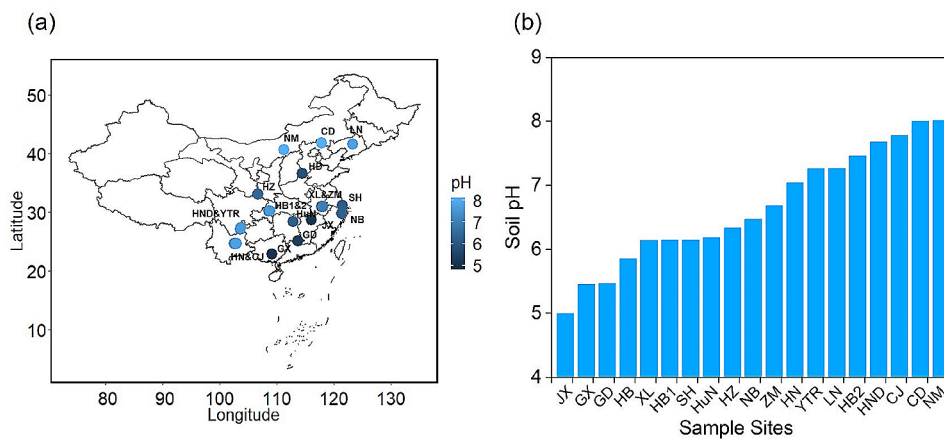 (a)
(b)
50
40
30
20
10
Latitude
80
90
100
110
120
130
Longitude
NM
CD
LN
HD
HZ
XL&ZM
SH
HND&YTR
HB1&2
HuN
NB
JX
GD
GX
HN&CJ
pH
8
7
6
5
9
8
7
6
5
4
Soil pH
JX GX GD HB XL HB1 SH HuN HZ NB ZM HN YTR LN HB2 HND CJ CD NM
Sample Sites